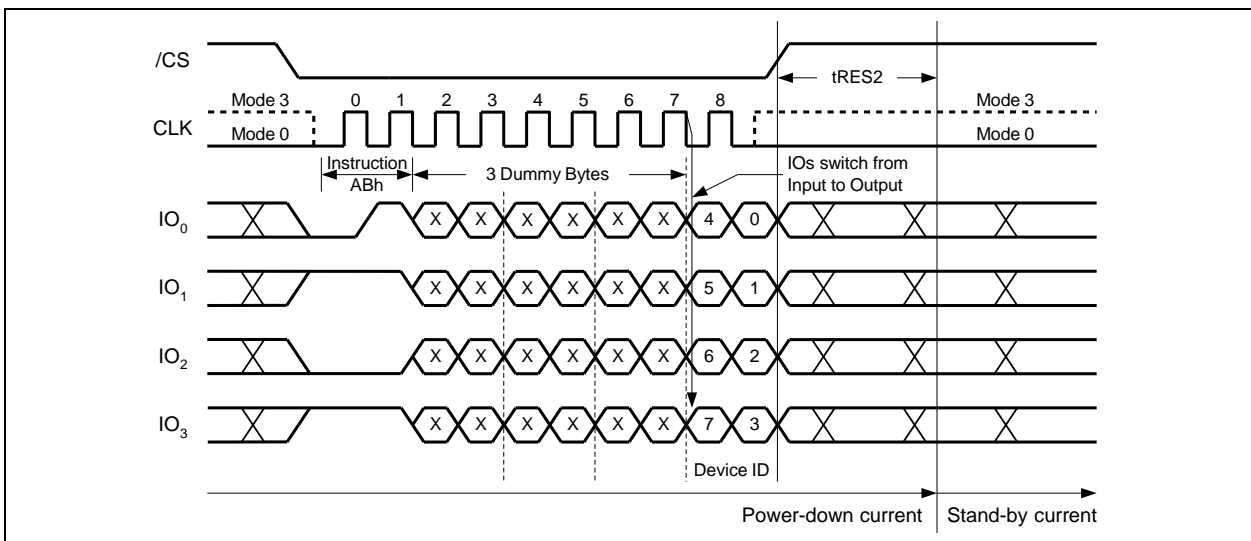 /CS
tRES2
Mode 3 0 1 2 3 4 5 6 7 8 Mode 3
CLK
Mode 0 Mode 0
Instruction
ABh
3 Dummy Bytes
IOs switch from
Input to Output
IO0 X X X X X X 4 0
IO1 X X X X X X 5 1
IO2 X X X X X X 6 2
IO3 X X X X X X 7 3
Device ID
Power-down current Stand-by current